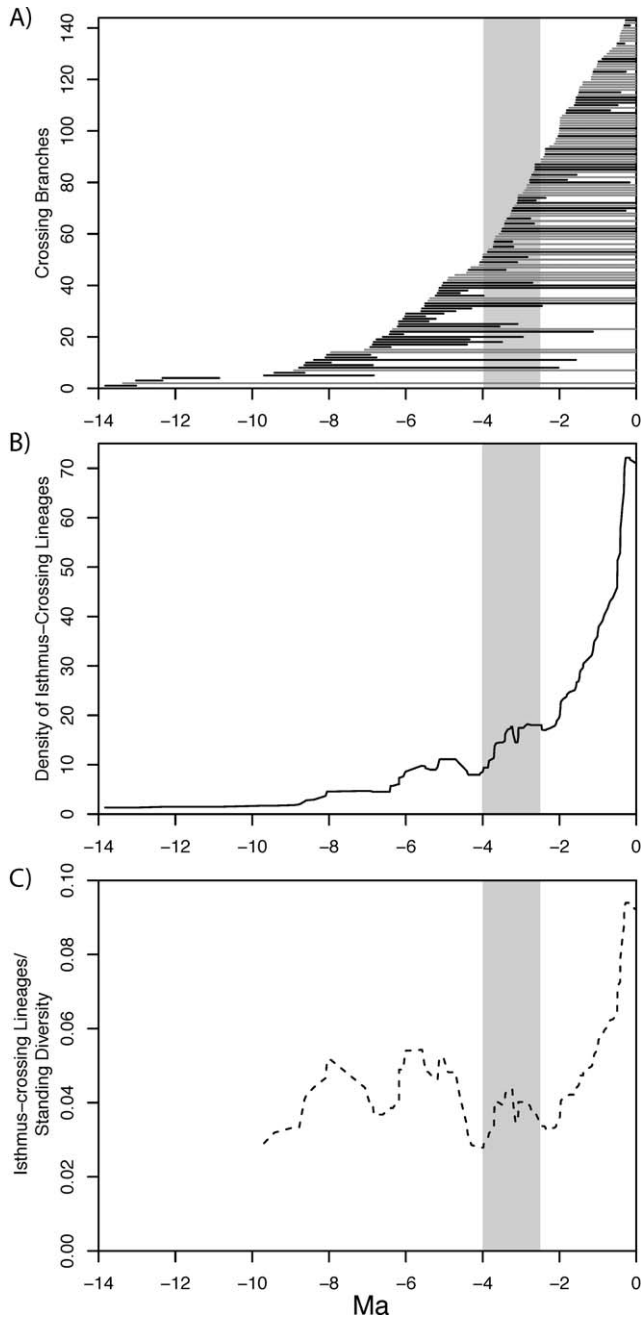 A)
Crossing Branches
140
120
100
80
60
40
20
0
−14 −12 −10 −8 −6 −4 −2 0
B)
Density of Isthmus−Crossing Lineages
70
60
50
40
30
20
10
0
−14 −12 −10 −8 −6 −4 −2 0
C)
Isthmus−crossing Lineages/
Standing Diversity
0.10
0.08
0.06
0.04
0.02
0.00
−14 −12 −10 −8 −6 −4 −2 0
Ma